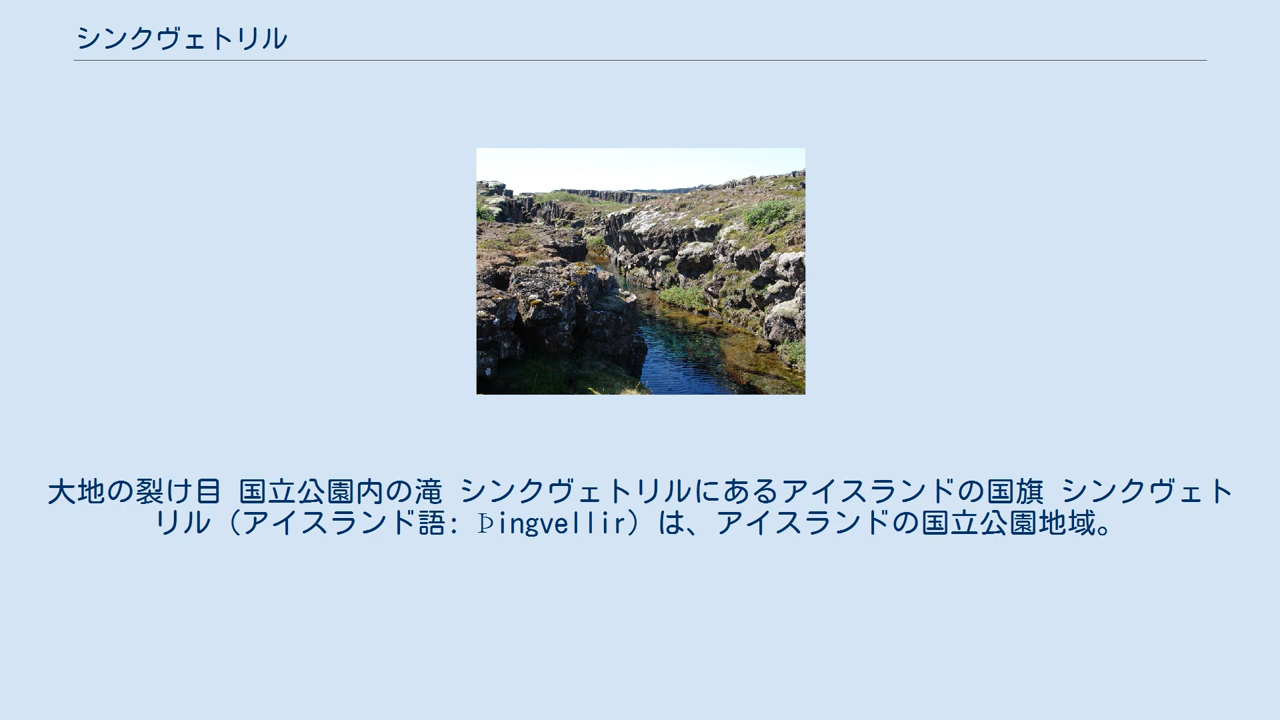 シンクヴェトリル
大地の裂け目 国立公園内の滝 シンクヴェトリルにあるアイスランドの国旗 シンクヴェト
リル（アイスランド語: Þingvellir）は、アイスランドの国立公園地域。